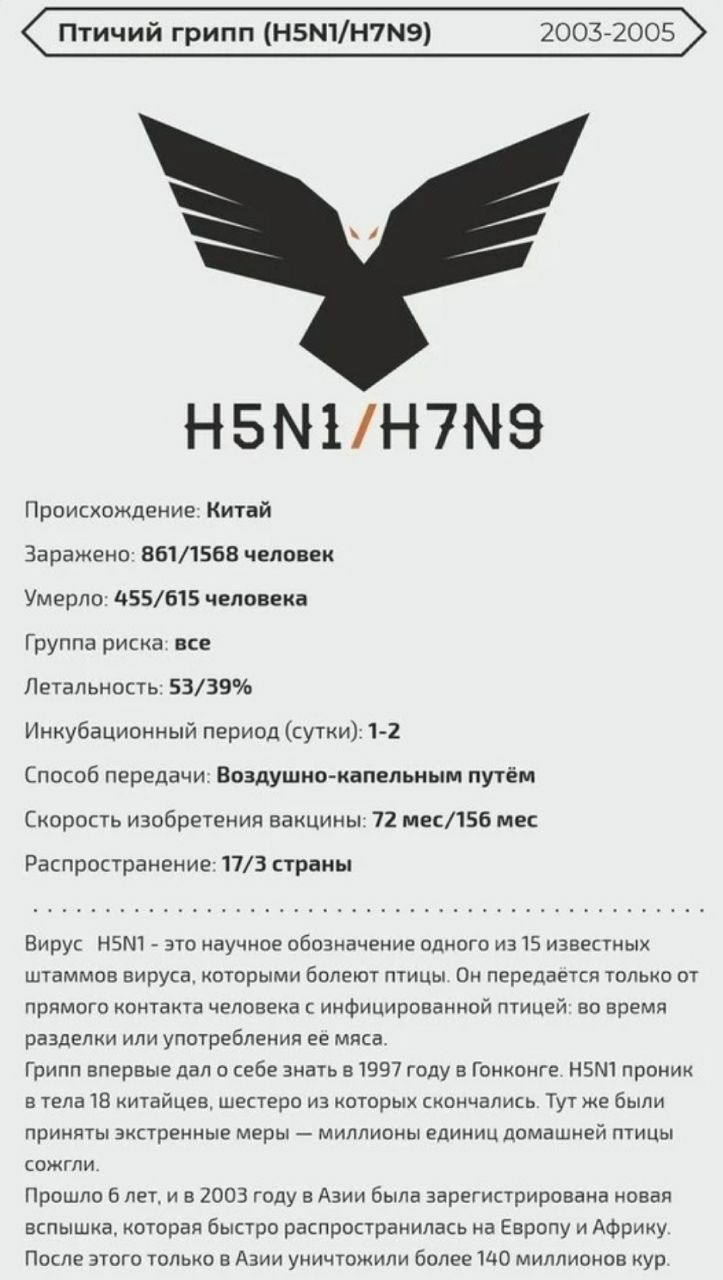 Птичий грипп (H5N1/H7N9) 2003-2005
H5N1/H7N9
Происхождение: Китай
Заражено: 861/1568 человек
Умерло: 455/615 человека
Группа риска: все
Летальность: 53/39%
Инкубационный период (сутки): 1-2
Способ передачи: Воздушно-капельным путём
Скорость изобретения вакцины: 72 мес/156 мес
Распространение: 17/3 страны
Вирус H5N1 - это научное обозначение одного из 15 известных
штаммов вируса, которыми болеют птицы. Он передаётся только от
прямого контакта человека с инфицированной птицей: во время
разделки или употребления её мяса.
Грипп впервые дал о себе знать в 1997 году в Гонконге. H5N1 проник
в тела 18 китайцев, шестеро из которых скончались. Тут же были
приняты экстренные меры — миллионы единиц домашней птицы
сожгли.
Прошло 6 лет, и в 2003 году в Азии была зарегистрирована новая
вспышка, которая быстро распространилась на Европу и Африку.
После этого только в Азии уничтожили более 140 миллионов кур.